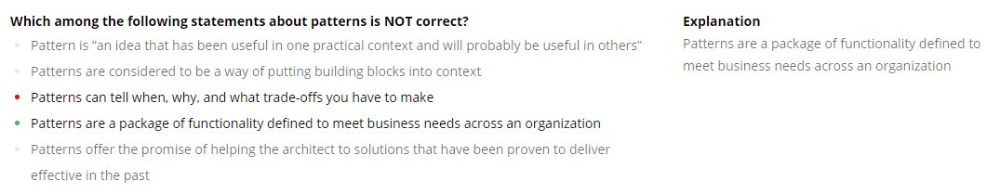 Which among the following statements about patterns is NOT correct?
Pattern is “an idea that has been useful in one practical context and will probably be useful in others”
Patterns are considered to be a way of putting building blocks into context
Patterns can tell when, why, and what trade-offs you have to make
Patterns are a package of functionality defined to meet business needs across an organization
Patterns offer the promise of helping the architect to solutions that have been proven to deliver
effective in the past
Explanation
Patterns are a package of functionality defined to
meet business needs across an organization